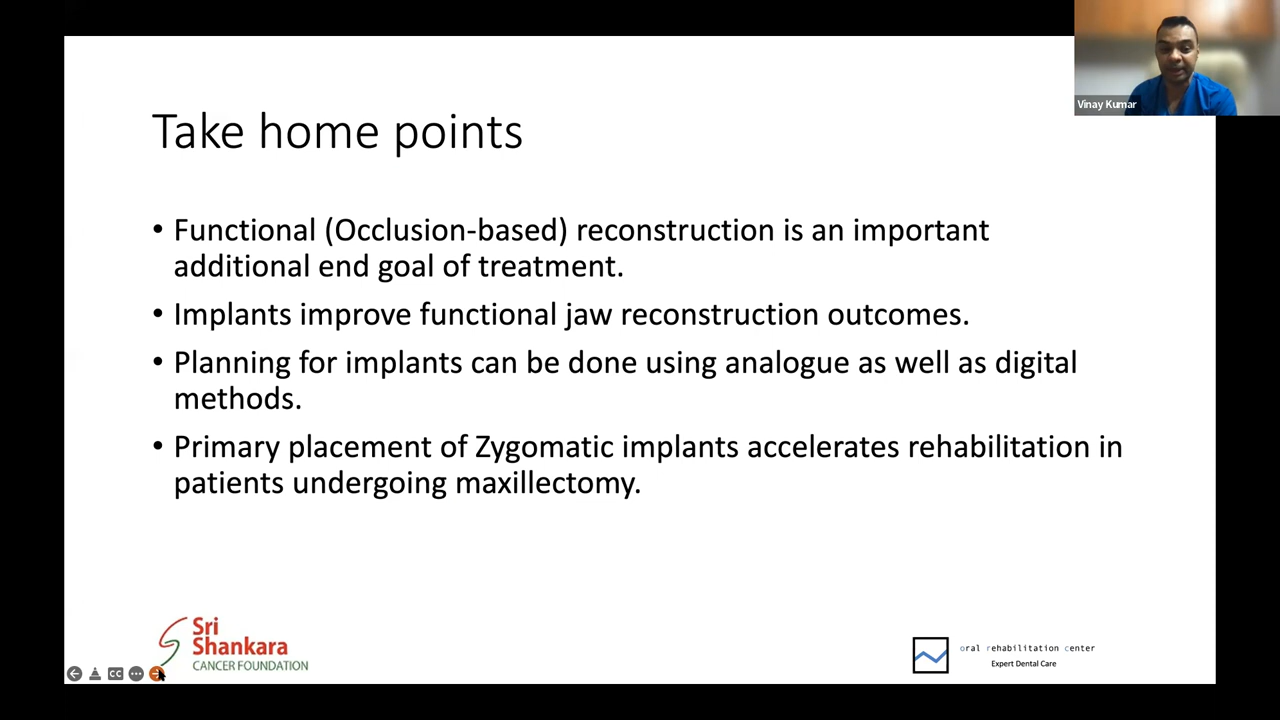 Vinay Kumar
Take home points
• Functional (Occlusion-based) reconstruction is an important
additional end goal of treatment.
• Implants improve functional jaw reconstruction outcomes.
• Planning for implants can be done using analogue as well as digital
methods.
• Primary placement of Zygomatic implants accelerates rehabilitation in
patients undergoing maxillectomy.
Sri
Shankara
CANCER FOUNDATION
CC
oral rehabilitation center
Expert Dental Care